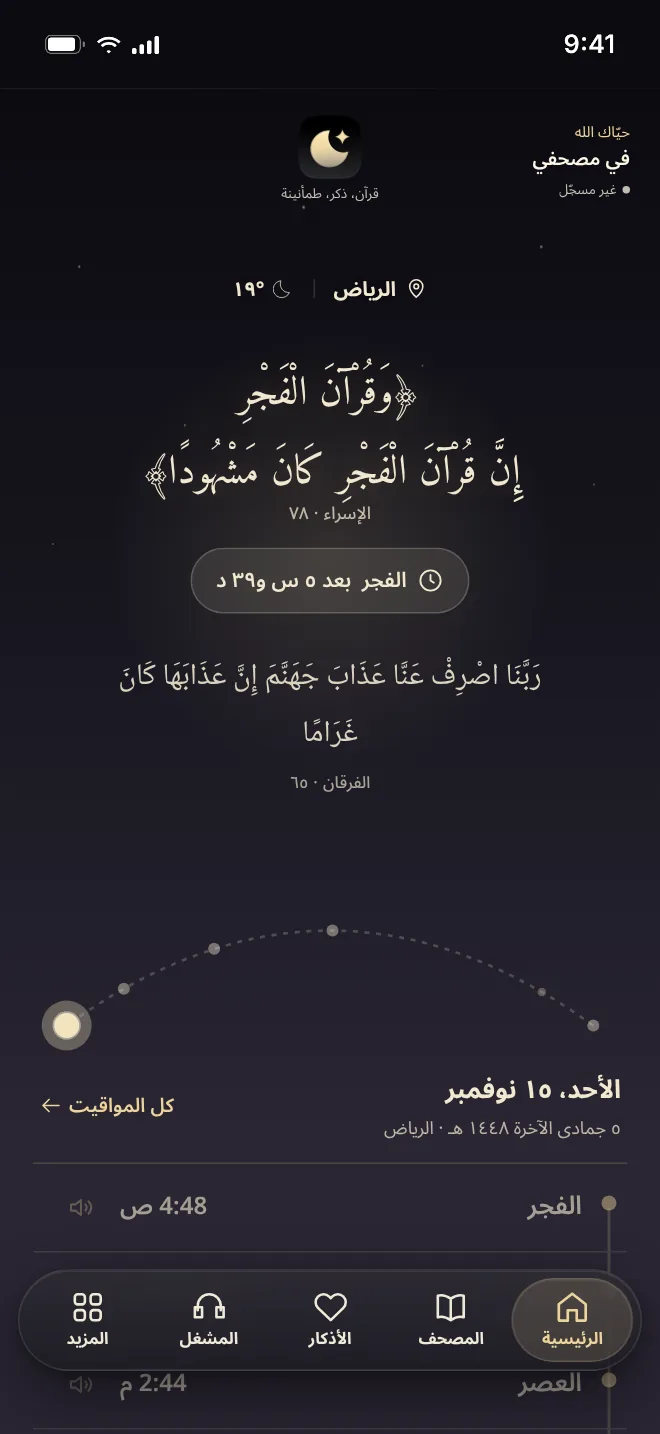 9:41
حيّاك الله
في مصحفي
غير مسجّل
قرآن، ذكر، طمأنينة
الرياض
١٩°
﴿وَقُرْآنَ الْفَجْرِ
إِنَّ قُرْآنَ الْفَجْرِ كَانَ مَشْهُودًا﴾
الإسراء · ٧٨
الفجر بعد ٥ س و٣٩ د
رَبَّنَا اصْرِفْ عَنَّا عَذَابَ جَهَنَّمَ إِنَّ عَذَابَهَا كَانَ
غَرَامًا
الفرقان · ٦٥
الأحد، ١٥ نوفمبر
كل المواقيت ←
٥ جمادى الآخرة ١٤٤٨ هـ · الرياض
الفجر
4:48 ص
الرئيسية
المصحف
الأذكار
المشغل
المزيد
العصر
2:44 م